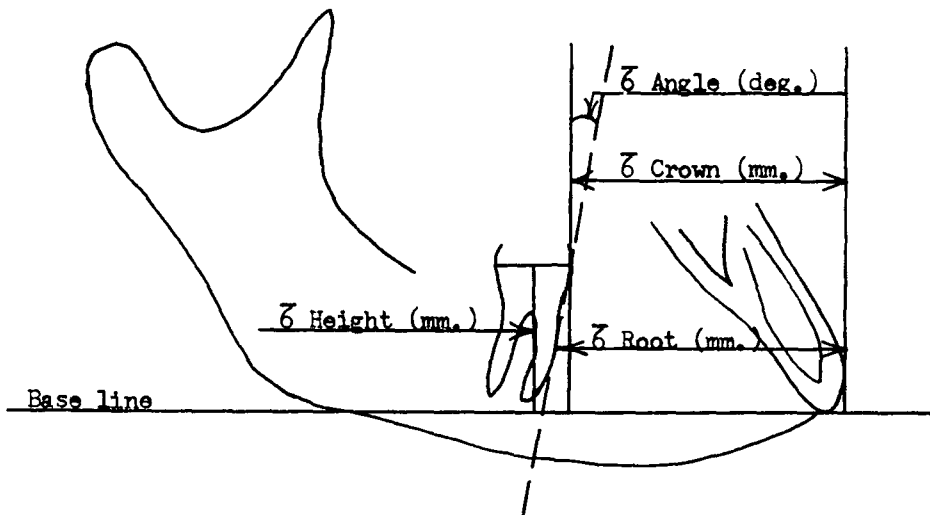 6̅ Angle (deg.)
6̅ Crown (mm.)
6̅ Height (mm.)
6̅ Root (mm.)
Base line